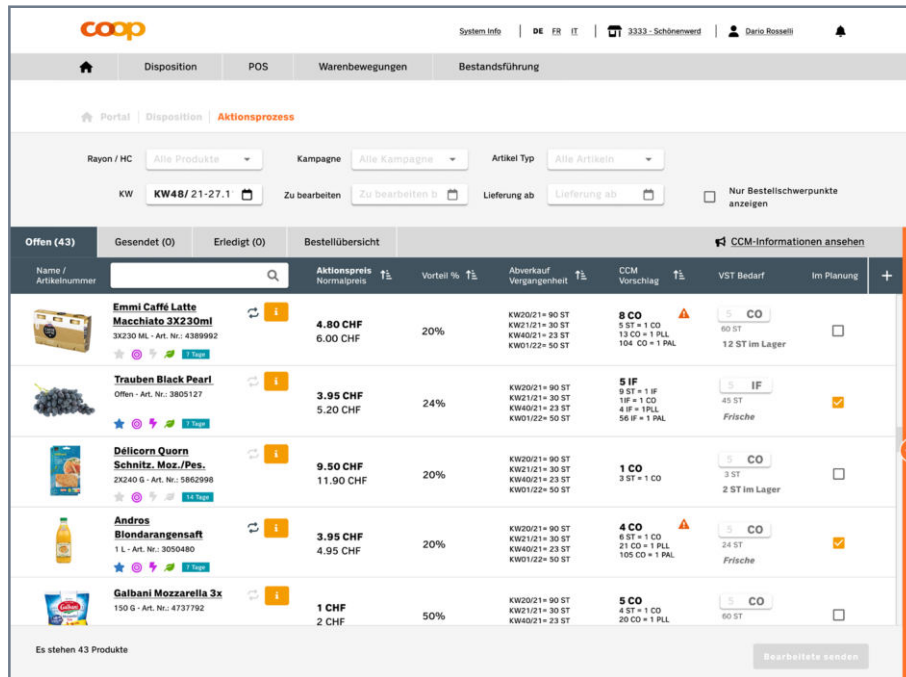 coop
System Info DE FR IT 3333 - Schönenwerd Dario Rosselli
Disposition POS Warenbewegungen Bestandsführung
Portal Disposition Aktionsprozess
Rayon / HC Alle Produkte Kampagne Alle Kampagne Artikel Typ Alle Artikeln
KW KW48/ 21-27.1 Zu bearbeiten Zu bearbeiten b Lieferung ab Lieferung ab Nur Bestellschwerpunkte
anzeigen
Offen (43) Gesendet (0) Erledigt (0) Bestellübersicht CCM-Informationen ansehen
Name /
Artikelnummer
Aktionspreis
Normalpreis
Vorteil %
Abverkauf
Vergangenheit
CCM
Vorschlag
VST Bedarf
Im Planung
+
Emmi Caffé Latte
Macchiato 3X230ml
3X230 ML - Art. Nr.: 4389992
7 Tage
i
4.80 CHF
6.00 CHF
20%
KW20/21= 90 ST
KW21/21= 30 ST
KW40/21= 23 ST
KW01/22= 50 ST
8 CO
5 ST = 1 CO
13 CO = 1 PLL
104 CO = 1 PAL
5 CO
60 ST
12 ST im Lager
Trauben Black Pearl
Offen - Art. Nr.: 3805127
7 Tage
i
3.95 CHF
5.20 CHF
24%
KW20/21= 90 ST
KW21/21= 30 ST
KW40/21= 23 ST
KW01/22= 50 ST
5 IF
9 ST = 1 IF
1IF = 1 CO
4 IF = 1PLL
56 IF = 1 PAL
5 IF
45 ST
Frische
Délicorn Quorn
Schnitz. Moz./Pes.
2X240 G - Art. Nr.: 5862998
14 Tage
i
9.50 CHF
11.90 CHF
20%
KW20/21= 90 ST
KW21/21= 30 ST
KW40/21= 23 ST
KW01/22= 50 ST
1 CO
3 ST = 1 CO
5 CO
3 ST
2 ST im Lager
Andros
Blondarangensaft
1 L - Art. Nr.: 3050480
7 Tage
i
3.95 CHF
4.95 CHF
20%
KW20/21= 90 ST
KW21/21= 30 ST
KW40/21= 23 ST
KW01/22= 50 ST
4 CO
6 ST = 1 CO
21 CO = 1 PLL
105 CO = 1 PAL
5 CO
24 ST
Frische
Galbani Mozzarella 3x
150 G - Art. Nr.: 4737792
i
1 CHF
2 CHF
50%
KW20/21= 90 ST
KW21/21= 30 ST
KW40/21= 23 ST
5 CO
4 ST = 1 CO
20 CO = 1 PLL
5 CO
60 ST
Galbani
Es stehen 43 Produkte
Bearbeitete senden